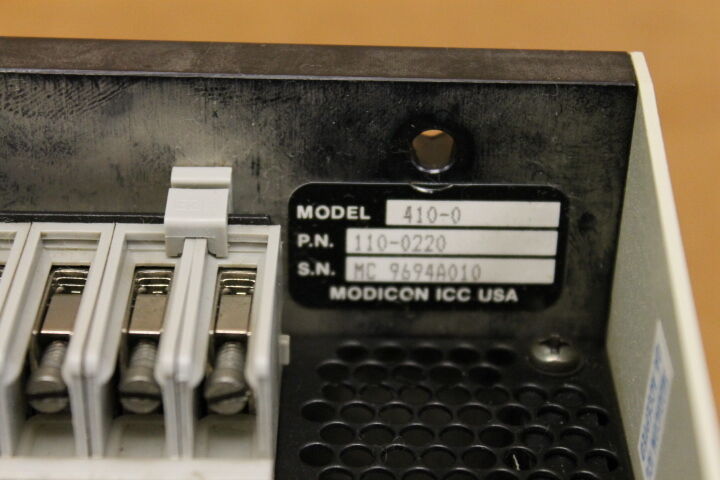 MODEL 410-0
P.N. 110-0220
S.N. MC 9694A010
MODICON ICC USA